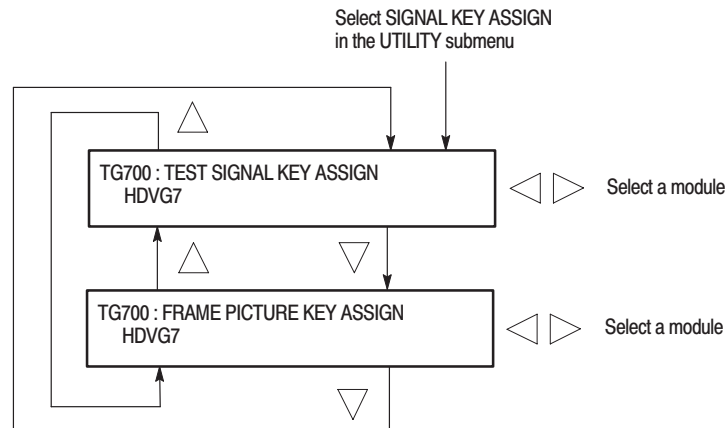 Select SIGNAL KEY ASSIGN
in the UTILITY submenu
TG700 : TEST SIGNAL KEY ASSIGN
HDVG7
Select a module
TG700 : FRAME PICTURE KEY ASSIGN
HDVG7
Select a module